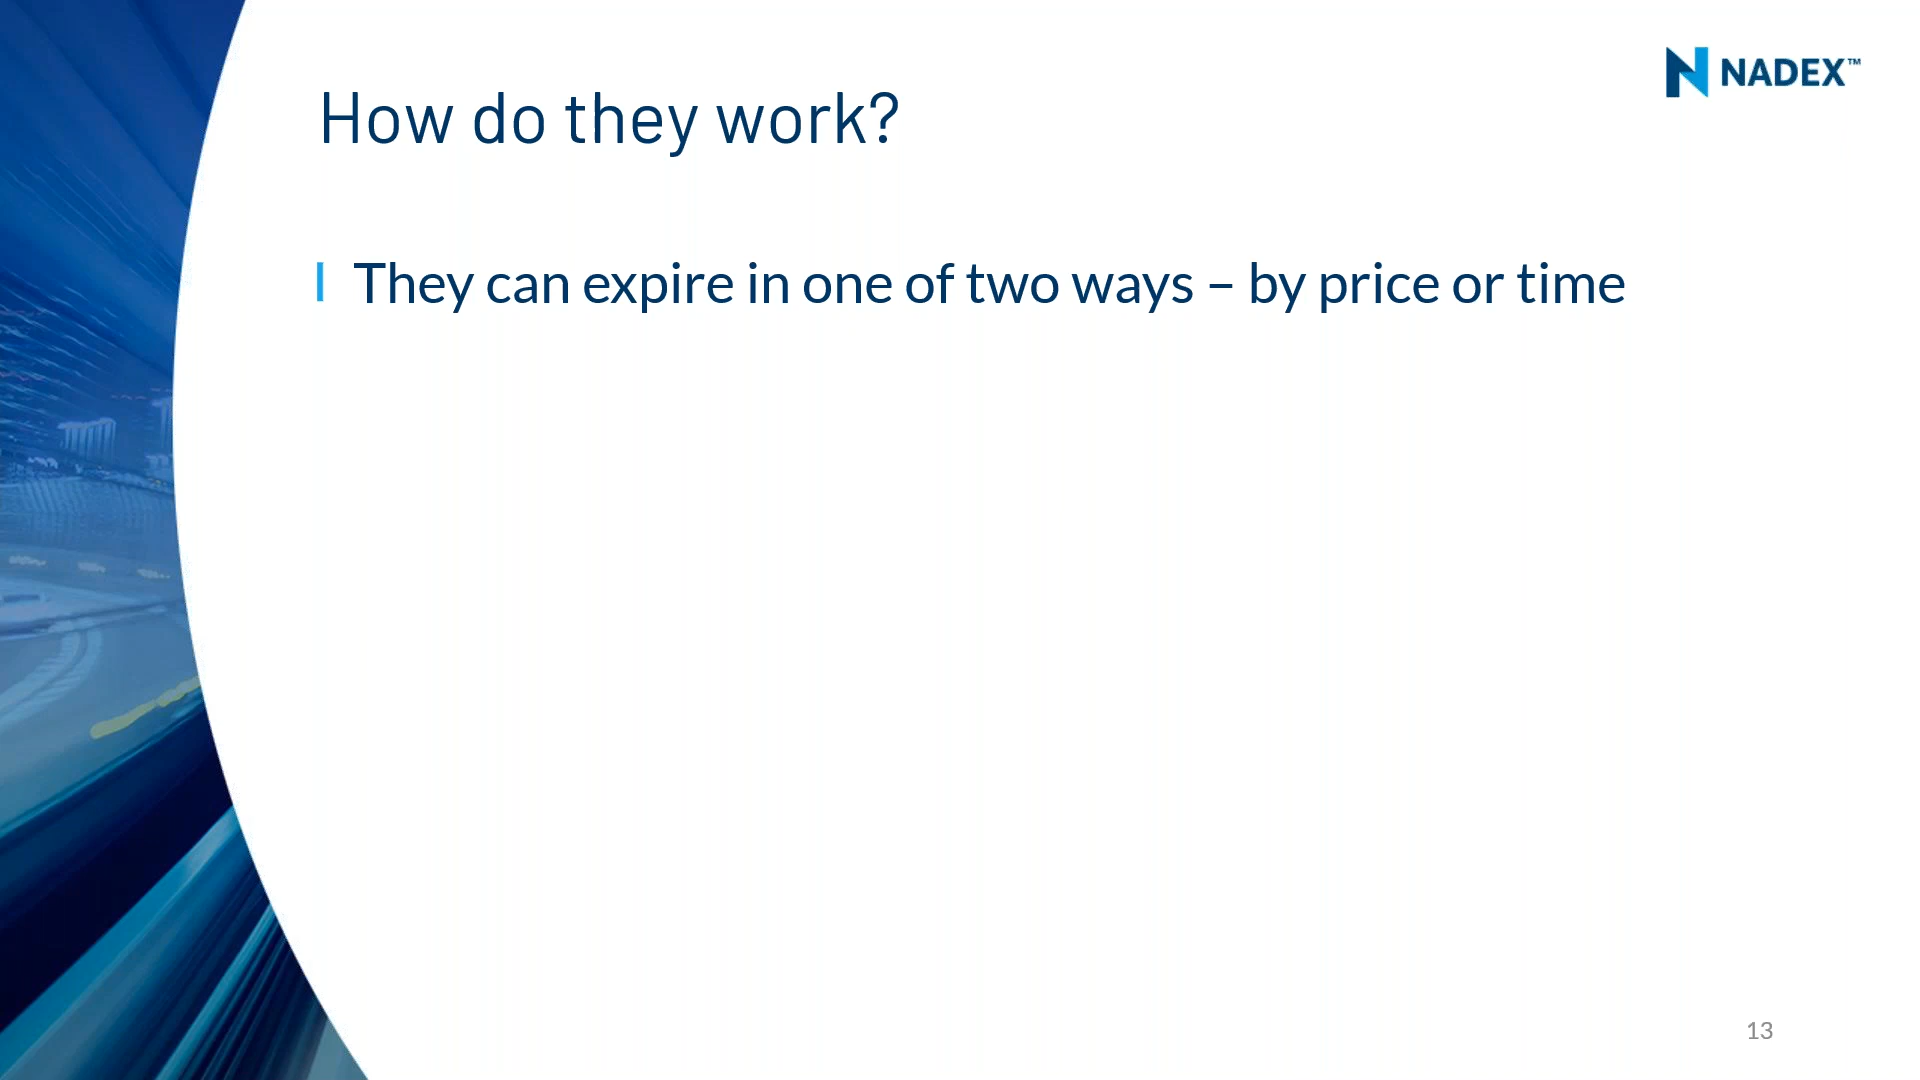 NADEX™
How do they work?
They can expire in one of two ways – by price or time
13